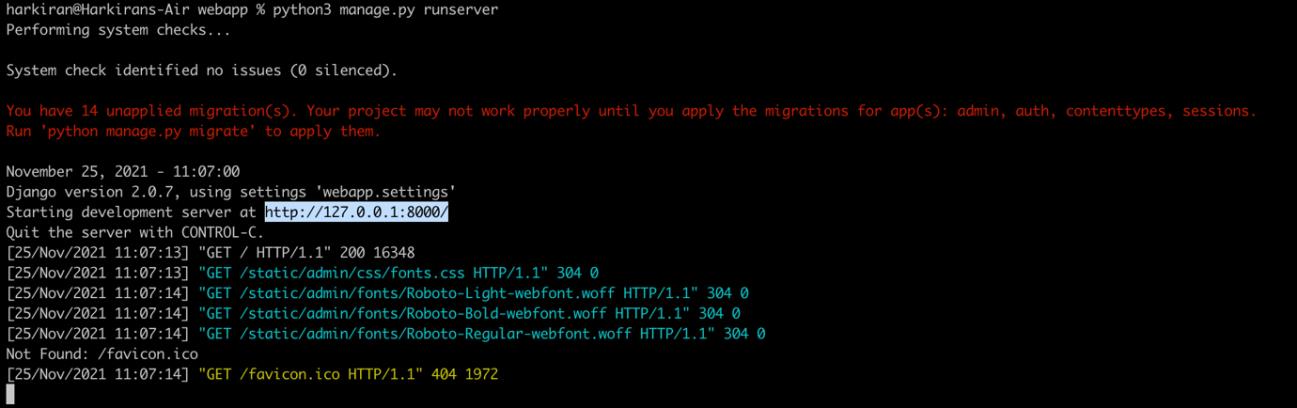 harkiran@Harkirans-Air webapp % python3 manage.py runserver
Performing system checks...
System check identified no issues (0 silenced).
You have 14 unapplied migration(s). Your project may not work properly until you apply the migrations for app(s): admin, auth, contenttypes, sessions.
Run 'python manage.py migrate' to apply them.
November 25, 2021 - 11:07:00
Django version 2.0.7, using settings 'webapp.settings'
Starting development server at http://127.0.0.1:8000/
Quit the server with CONTROL-C.
[25/Nov/2021 11:07:13] "GET / HTTP/1.1" 200 16348
[25/Nov/2021 11:07:13] "GET /static/admin/css/fonts.css HTTP/1.1" 304 0
[25/Nov/2021 11:07:14] "GET /static/admin/fonts/Roboto-Light-webfont.woff HTTP/1.1" 304 0
[25/Nov/2021 11:07:14] "GET /static/admin/fonts/Roboto-Bold-webfont.woff HTTP/1.1" 304 0
[25/Nov/2021 11:07:14] "GET /static/admin/fonts/Roboto-Regular-webfont.woff HTTP/1.1" 304 0
Not Found: /favicon.ico
[25/Nov/2021 11:07:14] "GET /favicon.ico HTTP/1.1" 404 1972